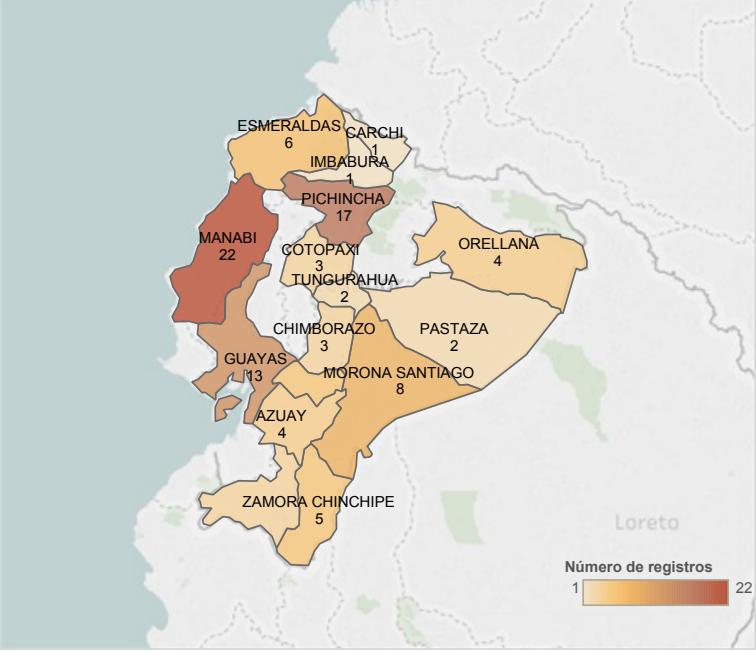 ESMERALDAS
6
CARCHI
1
IMBABURA
1
PICHINCHA
17
MANABI
22
ORELLANA
4
COTOPAXI
3
TUNGURAHUA
2
CHIMBORAZO
3
PASTAZA
2
GUAYAS
13
MORONA SANTIAGO
8
AZUAY
4
ZAMORA CHINCHIPE
5
Loreto
Número de registros
1 22